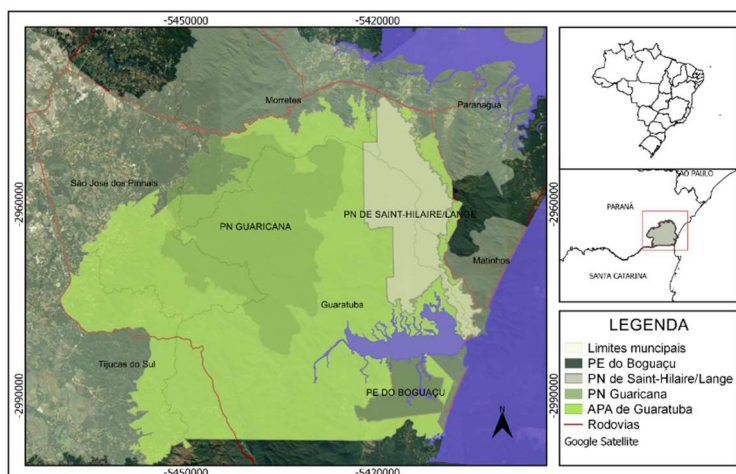 -5450000
-5420000
Morretes
Paranaguá
São José dos Pinhais
-2960000
-2960000
PN GUARICANA
PN DE SAINT-HILAIRE/LANGE
Matinhos
Guaratuba
Tijucas do Sul
PE DO BOGUAÇU
-2990000
-2990000
N
-5450000
-5420000
SÃO PAULO
PARANÁ
SANTA CATARINA
LEGENDA
Limites muncipais
PE do Boguaçu
PN de Saint-Hilaire/Lange
PN Guaricana
APA de Guaratuba
Rodovias
Google Satellite